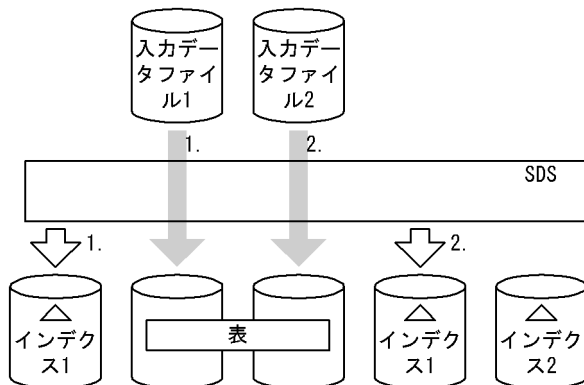 入力デー
タファイ
ル1
入力デー
タファイ
ル2
1.
2.
SDS
1.
2.
インデク
ス1
表
インデク
ス1
インデク
ス2